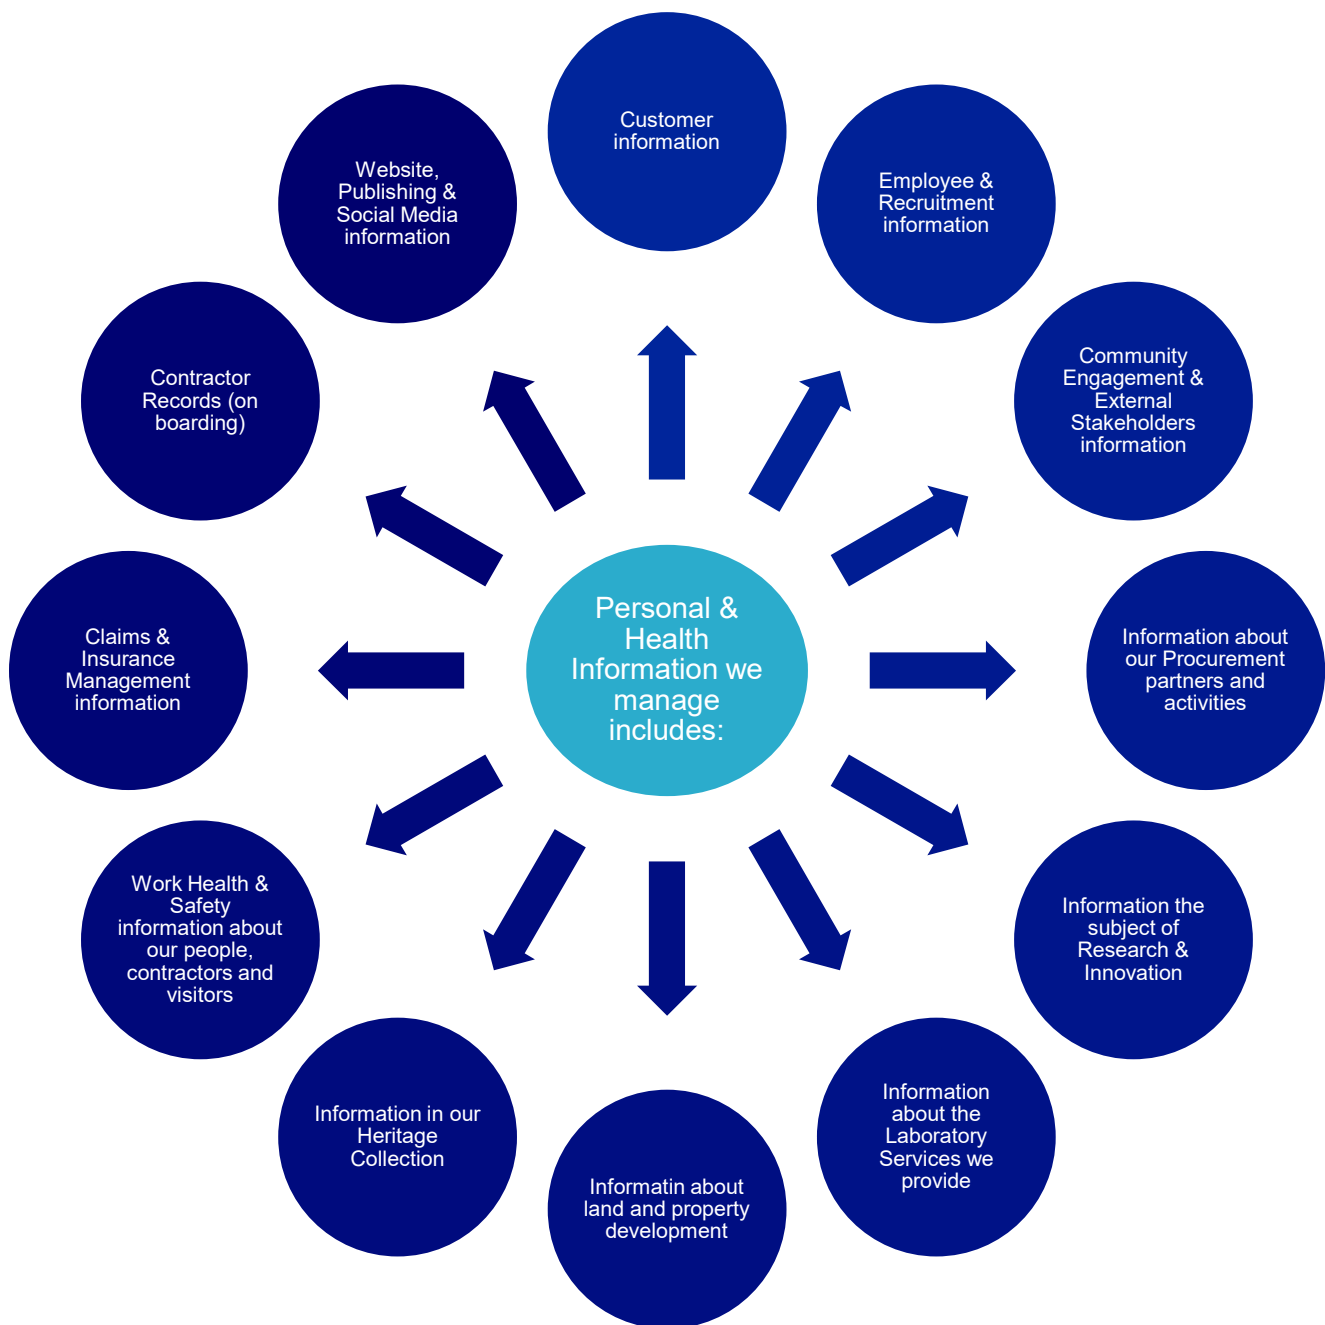 Personal &
Health
Information we
manage
includes:
Customer
information
Employee &
Recruitment
information
Community
Engagement &
External
Stakeholders
information
Information about
our Procurement
partners and
activities
Information the
subject of
Research &
Innovation
Information
about the
Laboratory
Services we
provide
Informatin about
land and property
development
Information in our
Heritage
Collection
Work Health &
Safety
information about
our people,
contractors and
visitors
Claims &
Insurance
Management
information
Contractor
Records (on
boarding)
Website,
Publishing &
Social Media
information